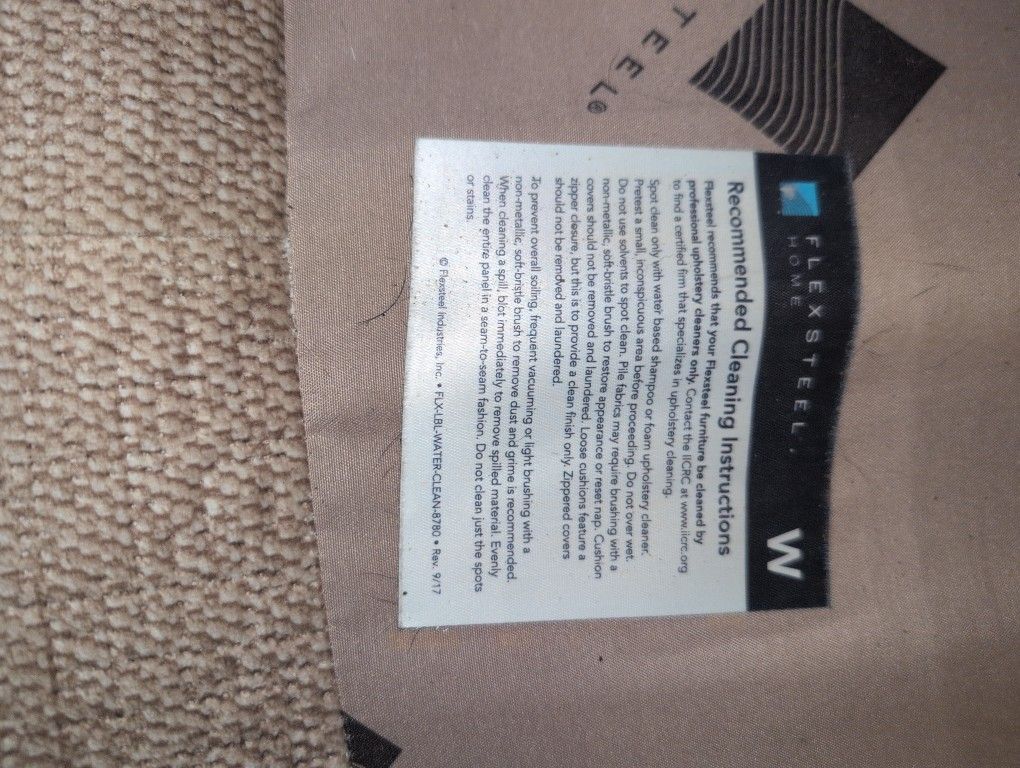 TEEL®
FLEXSTEEL.
HOME
W
Recommended Cleaning Instructions
Flexsteel recommends that your Flexsteel furniture be cleaned by
professional upholstery cleaners only. Contact the IICRC at www.iicrc.org
to find a certified firm that specializes in upholstery cleaning.
Spot clean only with water based shampoo or foam upholstery cleaner.
Pretest a small, inconspicuous area before proceeding. Do not over wet.
Do not use solvents to spot clean. Pile fabrics may require brushing with a
non-metallic, soft-bristle brush to restore appearance or reset nap. Cushion
covers should not be removed and laundered. Loose cushions feature a
zipper closure, but this is to provide a clean finish only. Zippered covers
should not be removed and laundered.
To prevent overall soiling, frequent vacuuming or light brushing with a
non-metallic, soft-bristle brush to remove dust and grime is recommended.
When cleaning a spill, blot immediately to remove spilled material. Evenly
clean the entire panel in a seam-to-seam fashion. Do not clean just the spots
or stains.
© Flexsteel Industries, Inc. • FLX-LBL-WATER-CLEAN-8780 • Rev. 9/17